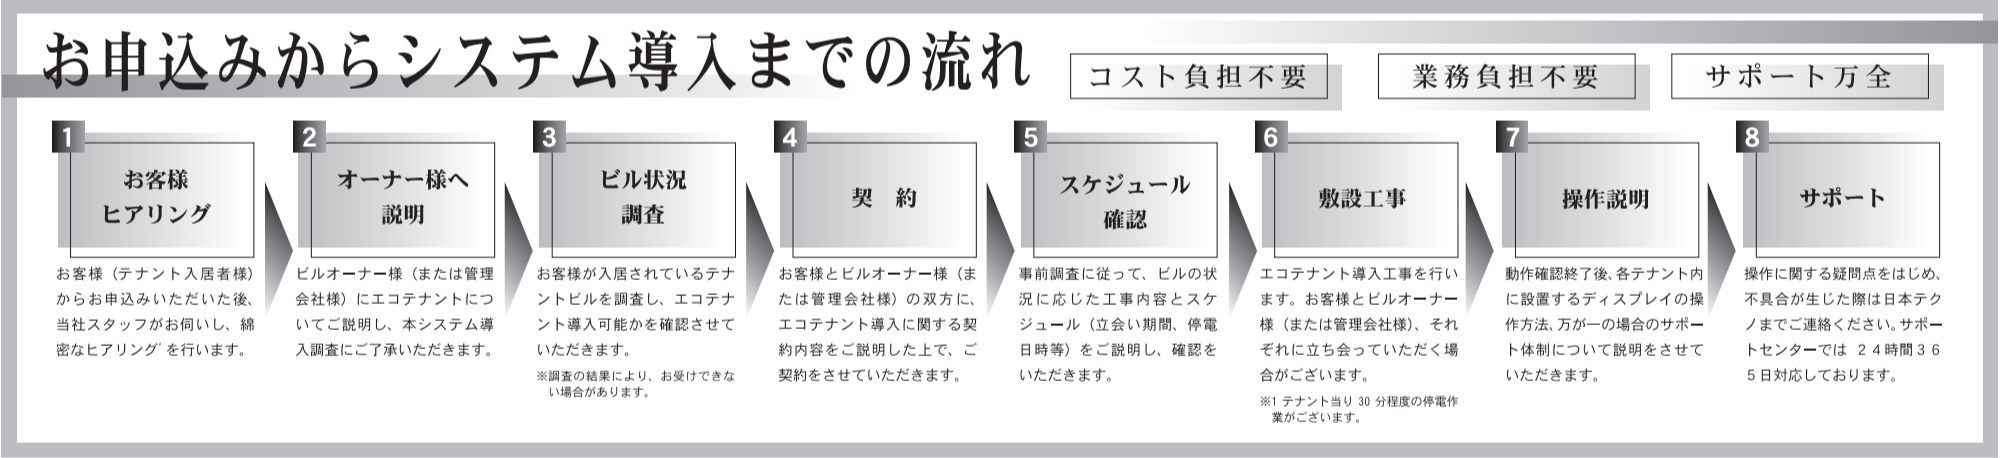 お申込みからシステム導入までの流れ
コスト負担不要
業務負担不要
サポート万全
1
お客様
ヒアリング
お客様（テナント入居者様）
からお申込みいただいた後、
当社スタッフがお伺いし、綿
密なヒアリング゛を行います。
2
オーナー様へ
説明
ビルオーナー様（または管理
会社様）にエコテナントにつ
いてご説明し、本システム導
入調査にご了承いただきます。
3
ビル状況
調査
お客様が入居されているテナ
ントビルを調査し、エコテナ
ント導入可能かを確認させて
いただきます。
※調査の結果により、お受けできな
い場合があります。
4
契　約
お客様とビルオーナー様（ま
たは管理会社様）の双方に、
エコテナント導入に関する契
約内容をご説明した上で、ご
契約をさせていただきます。
5
スケジュール
確認
事前調査に従って、ビルの状
況に応じた工事内容とスケ
ジュール（立会い期間、停電
日時等）をご説明し、確認を
いただきます。
6
敷設工事
エコテナント導入工事を行い
ます。お客様とビルオーナー
様（または管理会社様）、それ
ぞれに立ち会っていただく場
合がございます。
※1 テナント当り 30 分程度の停電作
業がございます。
7
操作説明
動作確認終了後、各テナント内
に設置するディスプレイの操
作方法、万が一の場合のサポー
ト体制について説明をさせて
いただきます。
8
サポート
操作に関する疑問点をはじめ、
不具合が生じた際は日本テク
ノまでご連絡ください。サポー
トセンターでは ２４時間３６
５日対応しております。